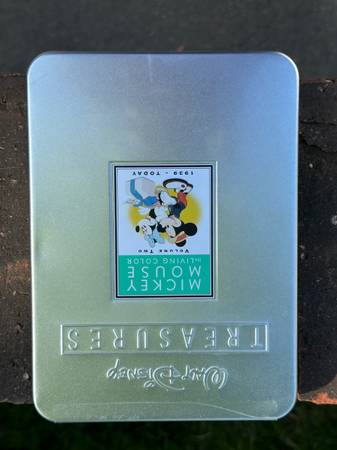 WALT DISNEY
TREASURES
MICKEY
MOUSE
IN LIVING COLOR
VOLUME TWO
1939 - TODAY